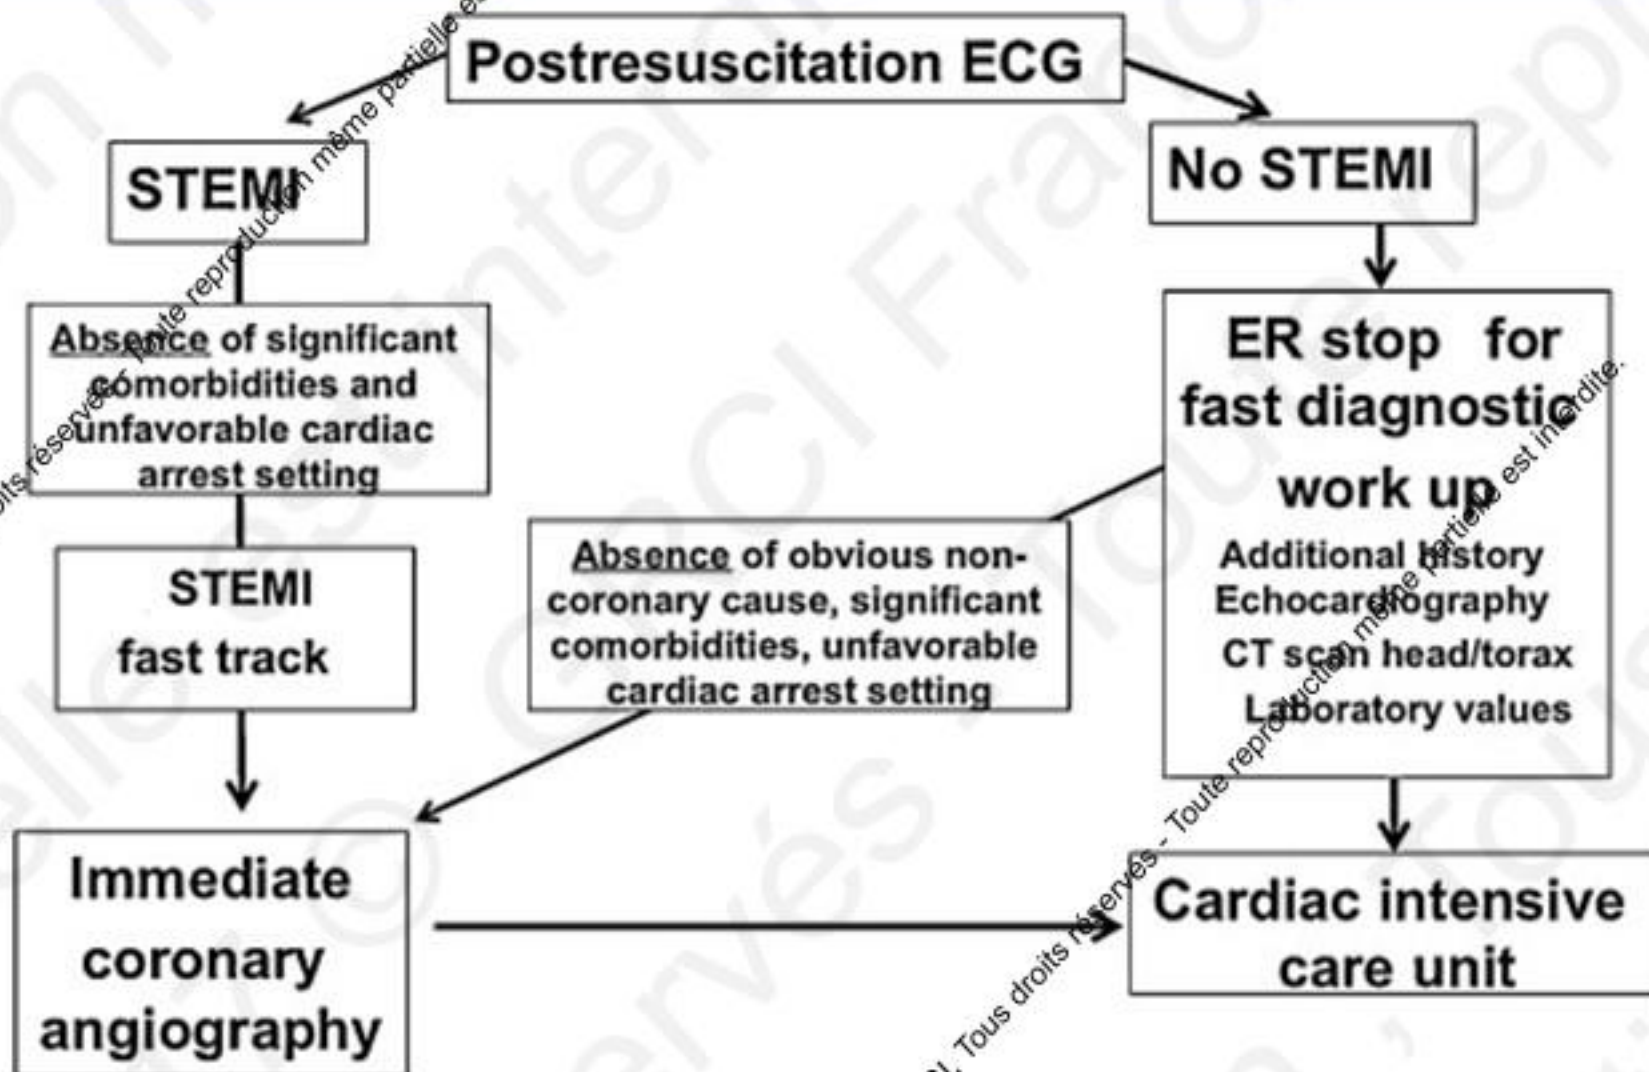 Postresuscitation ECG
STEMI
No STEMI
Absence of significant
comorbidities and
unfavorable cardiac
arrest setting
ER stop for
fast diagnostic
work up
Additional history
Echocardiography
CT scan head/torax
Laboratory values
STEMI
fast track
Absence of obvious non-
coronary cause, significant
comorbidities, unfavorable
cardiac arrest setting
Immediate
coronary
angiography
Cardiac intensive
care unit
Toute reproduction même partielle
Tous droits réservés - Toute reproduction même partielle est interdite.